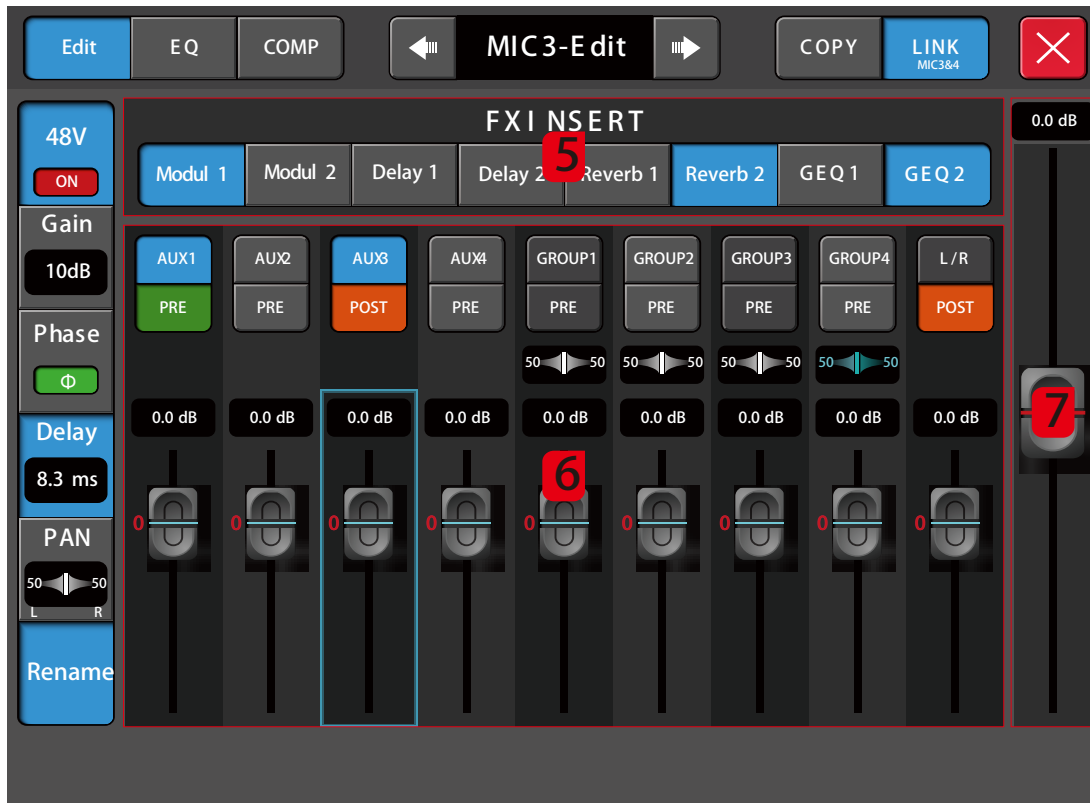 Edit EQ COMP MIC3-Edit COPY LINK
MIC3&4
FX INSERT
Modul 1 Modul 2 Delay 1 Delay 2 Reverb 1 Reverb 2 GEQ1 GEQ2
5
48V
ON
Gain
10dB
Phase
Φ
Delay
8.3 ms
PAN
50 50
L R
Rename
AUX1 AUX2 AUX3 AUX4 GROUP1 GROUP2 GROUP3 GROUP4 L/R
PRE PRE POST PRE PRE PRE PRE PRE POST
50 50 50 50 50 50 50 50
0.0 dB 0.0 dB 0.0 dB 0.0 dB 0.0 dB 0.0 dB 0.0 dB 0.0 dB 0.0 dB
6
0 0 0 0 0 0 0 0 0
0.0 dB
7